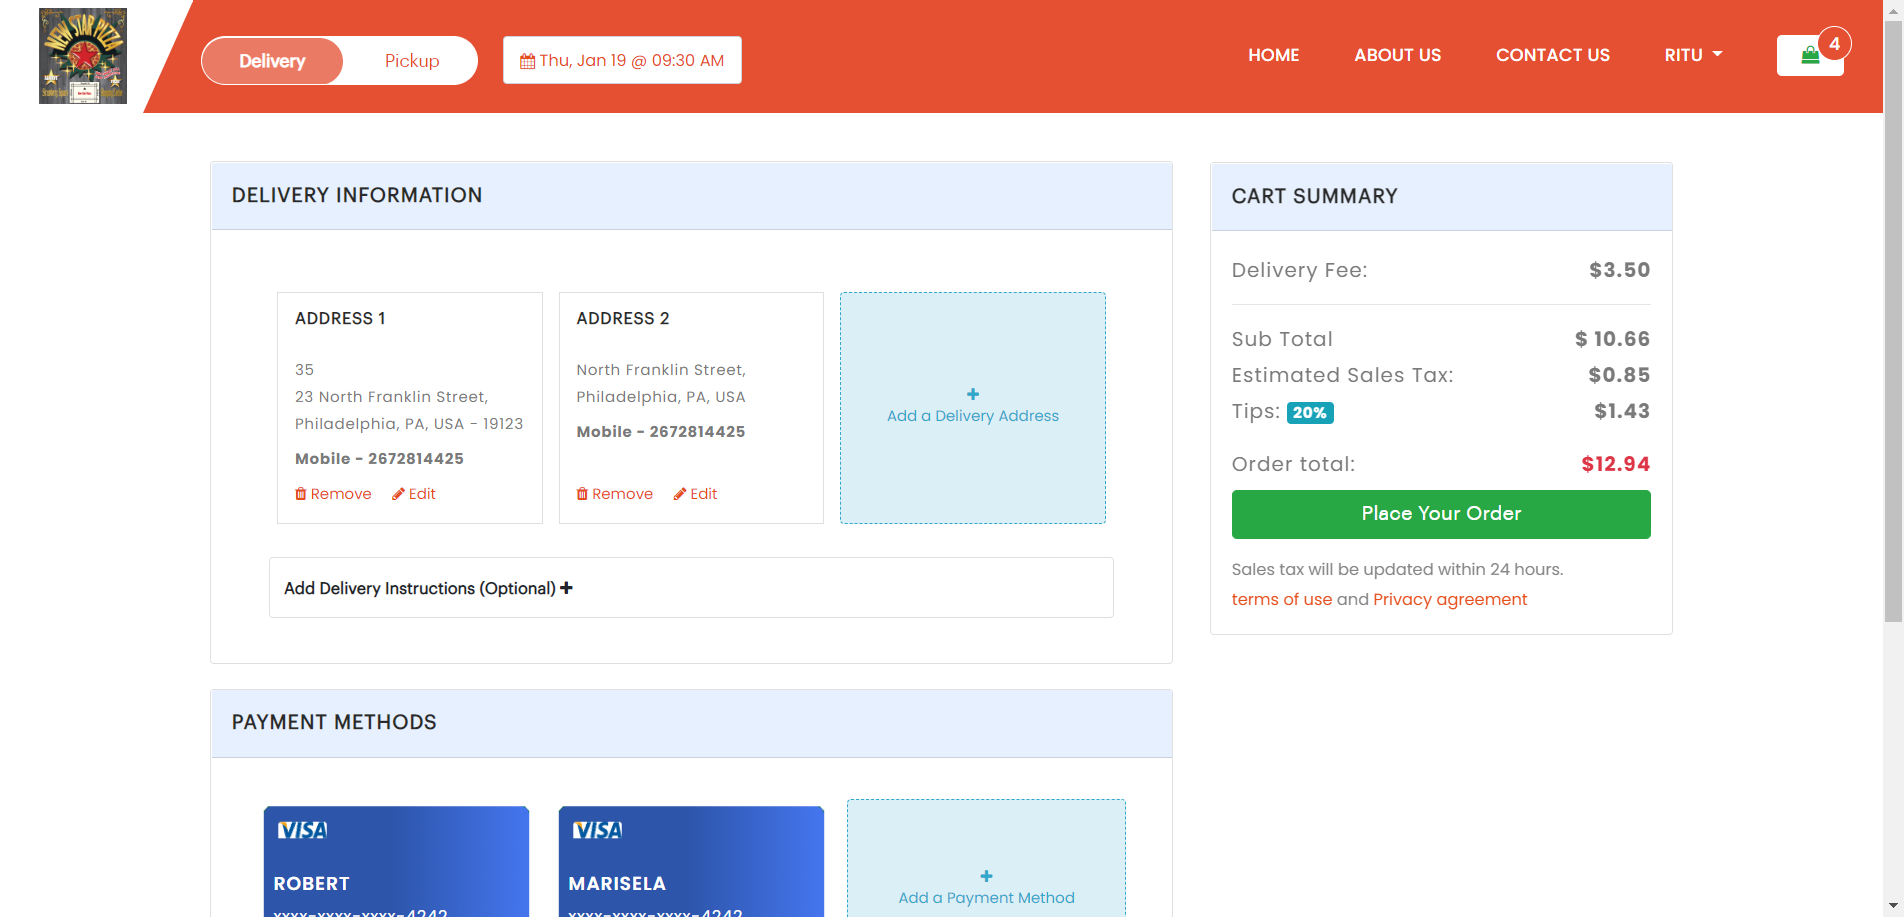 NEW STAR PIZZA
Delivery
Pickup
Thu, Jan 19 @ 09:30 AM
HOME
ABOUT US
CONTACT US
RITU
4
DELIVERY INFORMATION
ADDRESS 1
35
23 North Franklin Street,
Philadelphia, PA, USA - 19123
Mobile - 2672814425
Remove
Edit
ADDRESS 2
North Franklin Street,
Philadelphia, PA, USA
Mobile - 2672814425
Remove
Edit
+
Add a Delivery Address
Add Delivery Instructions (Optional) +
CART SUMMARY
Delivery Fee: $3.50
Sub Total $ 10.66
Estimated Sales Tax: $0.85
Tips: 20% $1.43
Order total: $12.94
Place Your Order
Sales tax will be updated within 24 hours.
terms of use and Privacy agreement
PAYMENT METHODS
VISA
ROBERT
xxxx-xxxx-xxxx-4242
VISA
MARISELA
xxxx-xxxx-xxxx-4242
+
Add a Payment Method